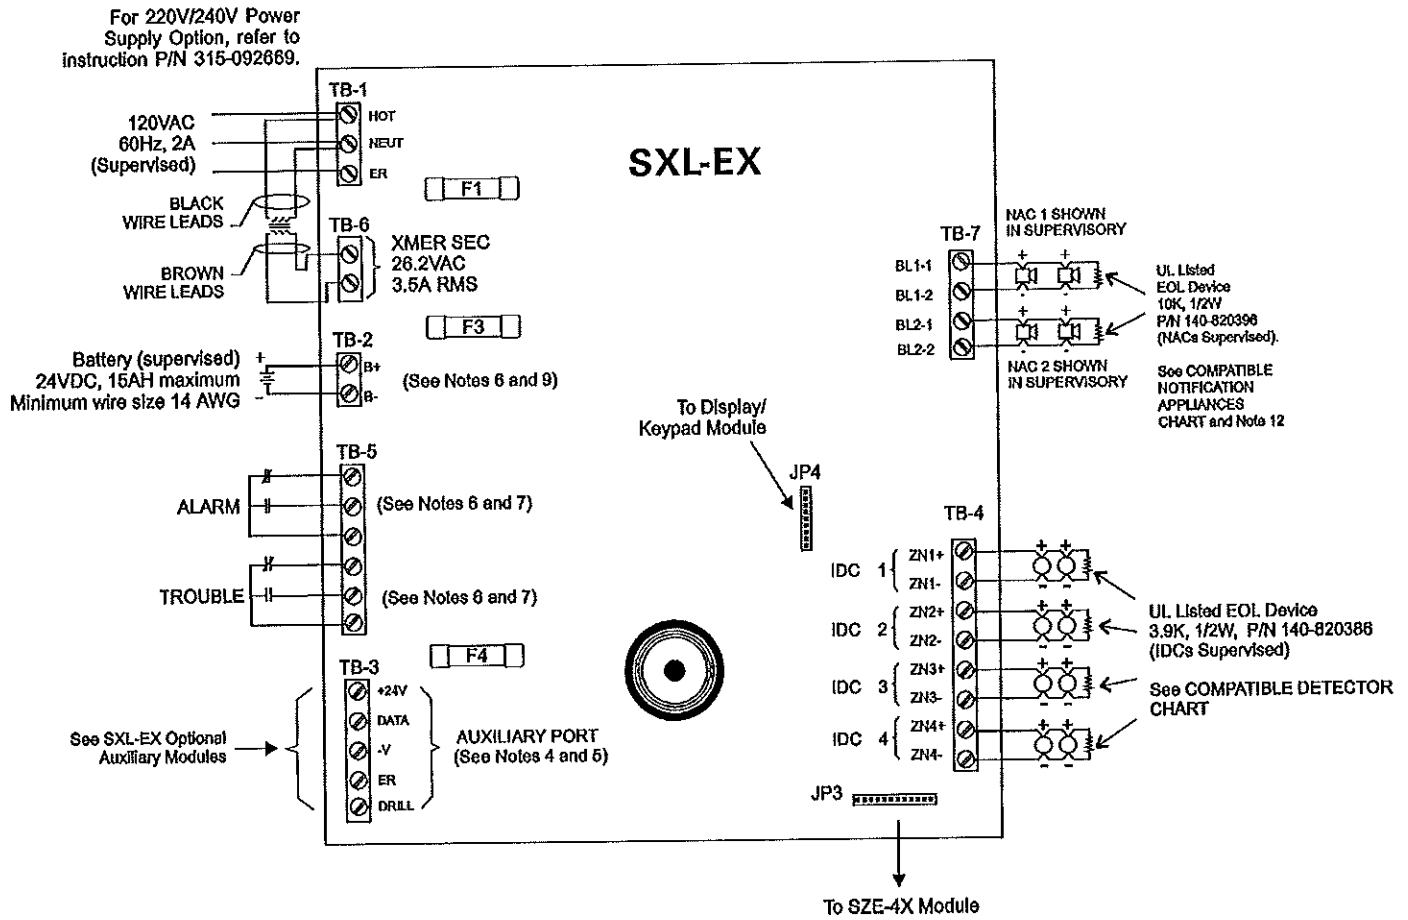 For 220V/240V Power
Supply Option, refer to
instruction P/N 315-092669.
TB-1
HOT
NEUT
ER
120VAC
60Hz, 2A
(Supervised)
F1
SXL-EX
BLACK
WIRE LEADS
TB-6
XMER SEC
26.2VAC
3.5A RMS
BROWN
WIRE LEADS
F3
TB-2
B+
B-
(See Notes 6 and 9)
Battery (supervised)
24VDC, 15AH maximum
Minimum wire size 14 AWG
+
-
TB-5
ALARM
(See Notes 6 and 7)
TROUBLE
(See Notes 6 and 7)
F4
TB-3
+24V
DATA
-V
ER
DRILL
See SXL-EX Optional
Auxiliary Modules
AUXILIARY PORT
(See Notes 4 and 5)
NAC 1 SHOWN
IN SUPERVISORY
TB-7
BL1-1
BL1-2
BL2-1
BL2-2
+ +
- -
+ +
- -
NAC 2 SHOWN
IN SUPERVISORY
UL Listed
EOL Device
10K, 1/2W
P/N 140-820396
(NACs Supervised).
See COMPATIBLE
NOTIFICATION
APPLIANCES
CHART and Note 12
To Display/
Keypad Module
JP4
TB-4
IDC 1
ZN1+
ZN1-
IDC 2
ZN2+
ZN2-
IDC 3
ZN3+
ZN3-
IDC 4
ZN4+
ZN4-
+ +
- -
+ +
- -
+ +
- -
+ +
- -
UL Listed EOL Device
3.9K, 1/2W, P/N 140-820386
(IDCs Supervised)
See COMPATIBLE DETECTOR
CHART
JP3
To SZE-4X Module